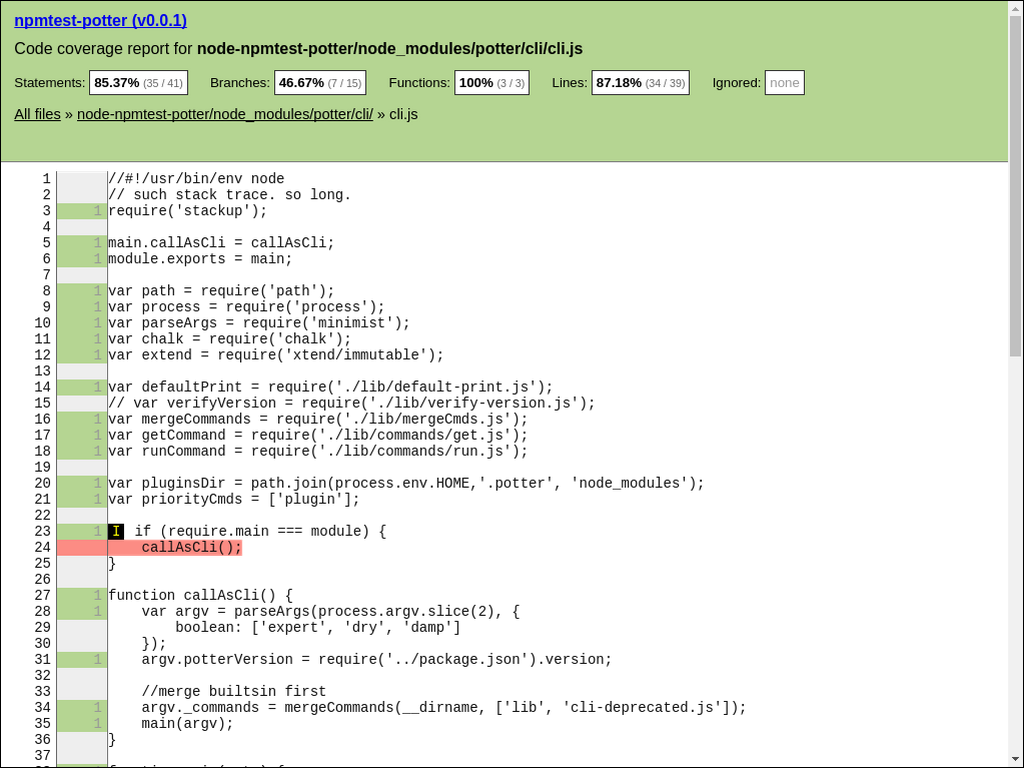 npmtest-potter (v0.0.1)
Code coverage report for node-npmtest-potter/node_modules/potter/cli/cli.js
Statements: 85.37% (35 / 41) Branches: 46.67% (7 / 15) Functions: 100% (3 / 3) Lines: 87.18% (34 / 39) Ignored: none
All files » node-npmtest-potter/node_modules/potter/cli/ » cli.js
1 //#!/usr/bin/env node
2 // such stack trace. so long.
3 1 require('stackup');
4
5 1 main.callAsCli = callAsCli;
6 1 module.exports = main;
7
8 1 var path = require('path');
9 1 var process = require('process');
10 1 var parseArgs = require('minimist');
11 1 var chalk = require('chalk');
12 1 var extend = require('xtend/immutable');
13
14 1 var defaultPrint = require('./lib/default-print.js');
15 // var verifyVersion = require('./lib/verify-version.js');
16 1 var mergeCommands = require('./lib/mergeCmds.js');
17 1 var getCommand = require('./lib/commands/get.js');
18 1 var runCommand = require('./lib/commands/run.js');
19
20 1 var pluginsDir = path.join(process.env.HOME,'.potter', 'node_modules');
21 1 var priorityCmds = ['plugin'];
22
23 1 I if (require.main === module) {
24 callAsCli();
25 }
26
27 1 function callAsCli() {
28 1 var argv = parseArgs(process.argv.slice(2), {
29 boolean: ['expert', 'dry', 'damp']
30 });
31 1 argv.potterVersion = require('../package.json').version;
32
33 //merge builtsin first
34 1 argv._commands = mergeCommands(__dirname, ['lib', 'cli-deprecated.js']);
35 1 main(argv);
36 }
37